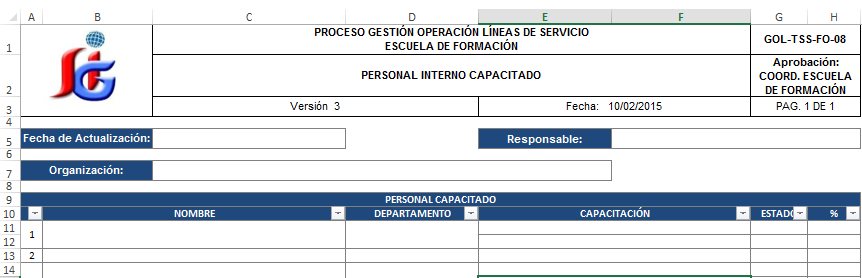 A B C D E F G H
1 PROCESO GESTIÓN OPERACIÓN LÍNEAS DE SERVICIO
ESCUELA DE FORMACIÓN
GOL-TSS-FO-08
2 PERSONAL INTERNO CAPACITADO
Aprobación:
COORD. ESCUELA
DE FORMACIÓN
3 Versión 3 Fecha: 10/02/2015 PAG. 1 DE 1
4
5 Fecha de Actualización: Responsable:
6
7 Organización:
8
9 PERSONAL CAPACITADO
10 NOMBRE DEPARTAMENTO CAPACITACIÓN ESTADO %
11
1
12
13 2
14